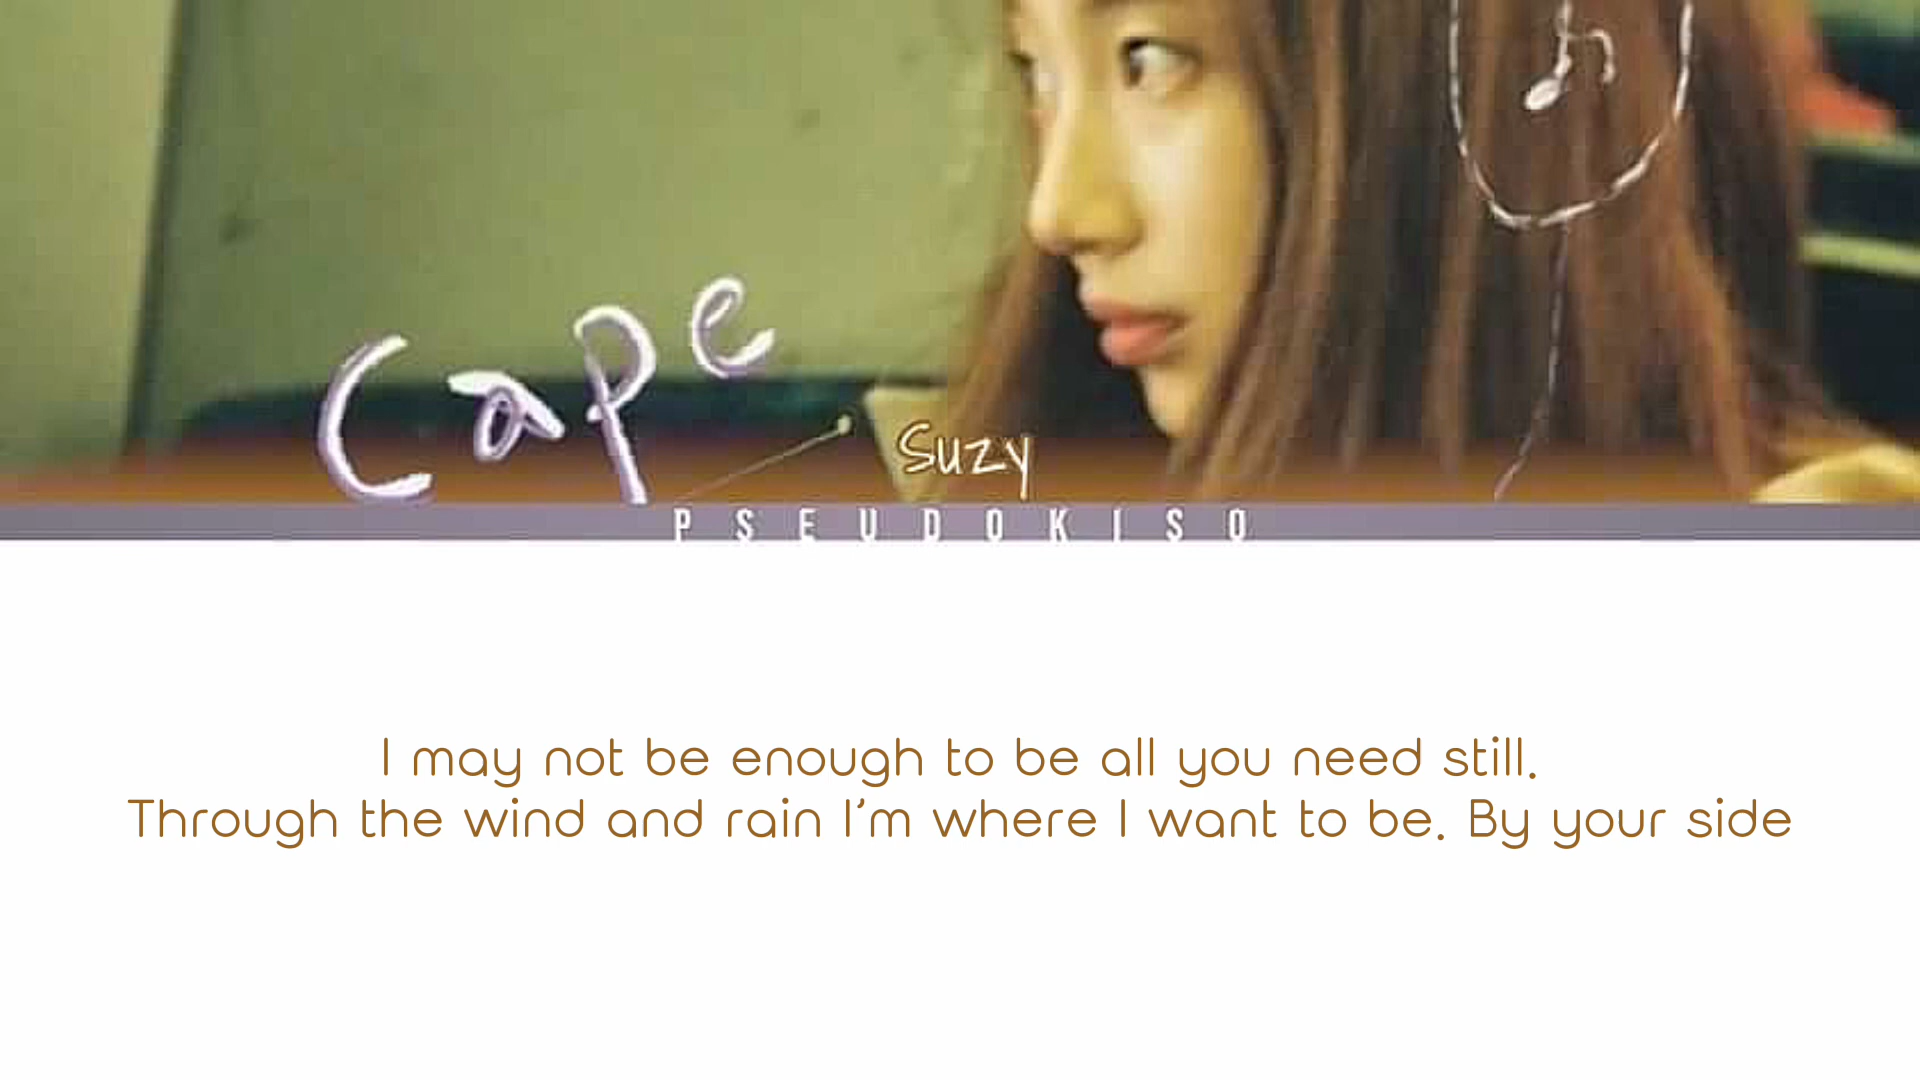 Cape
Suzy
PSEUDOKISO
I may not be enough to be all you need still.
Through the wind and rain I'm where I want to be. By your side